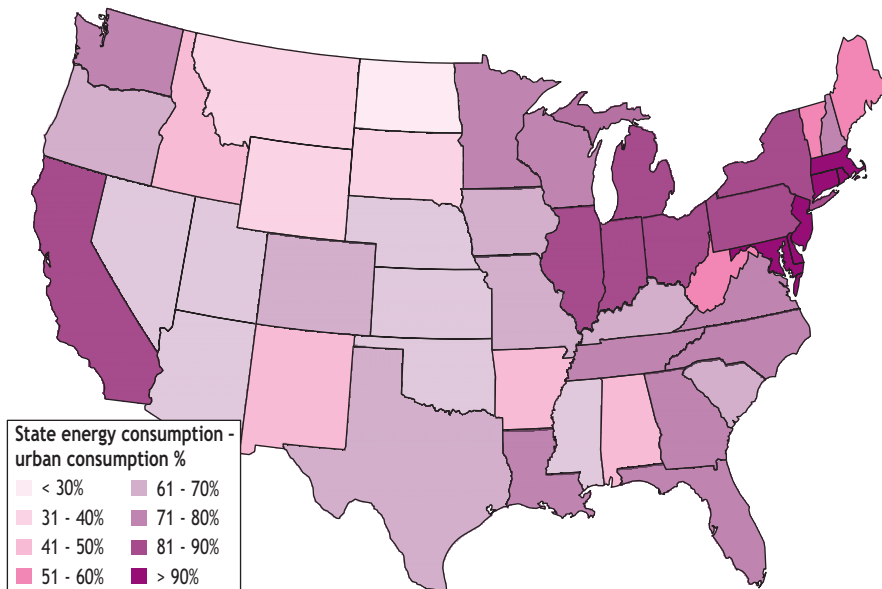 State energy consumption -
urban consumption %
< 30%
31 - 40%
41 - 50%
51 - 60%
61 - 70%
71 - 80%
81 - 90%
> 90%